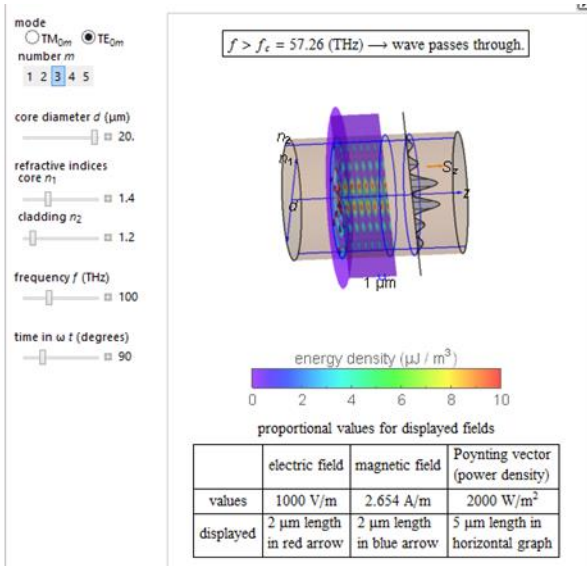 mode
TM0m TE0m
number m
1 2 3 4 5
core diameter d (μm)
20.
refractive indices
core n1
1.4
cladding n2
1.2
frequency f (THz)
100
time in ω t (degrees)
90
f > fc = 57.26 (THz) ⟶ wave passes through.
n2
n1
d
Sz
z
1 μm
energy density (μJ / m³)
0 2 4 6 8 10
proportional values for displayed fields
electric field magnetic field Poynting vector
(power density)
values 1000 V/m 2.654 A/m 2000 W/m²
displayed 2 μm length 2 μm length 5 μm length in
in red arrow in blue arrow horizontal graph